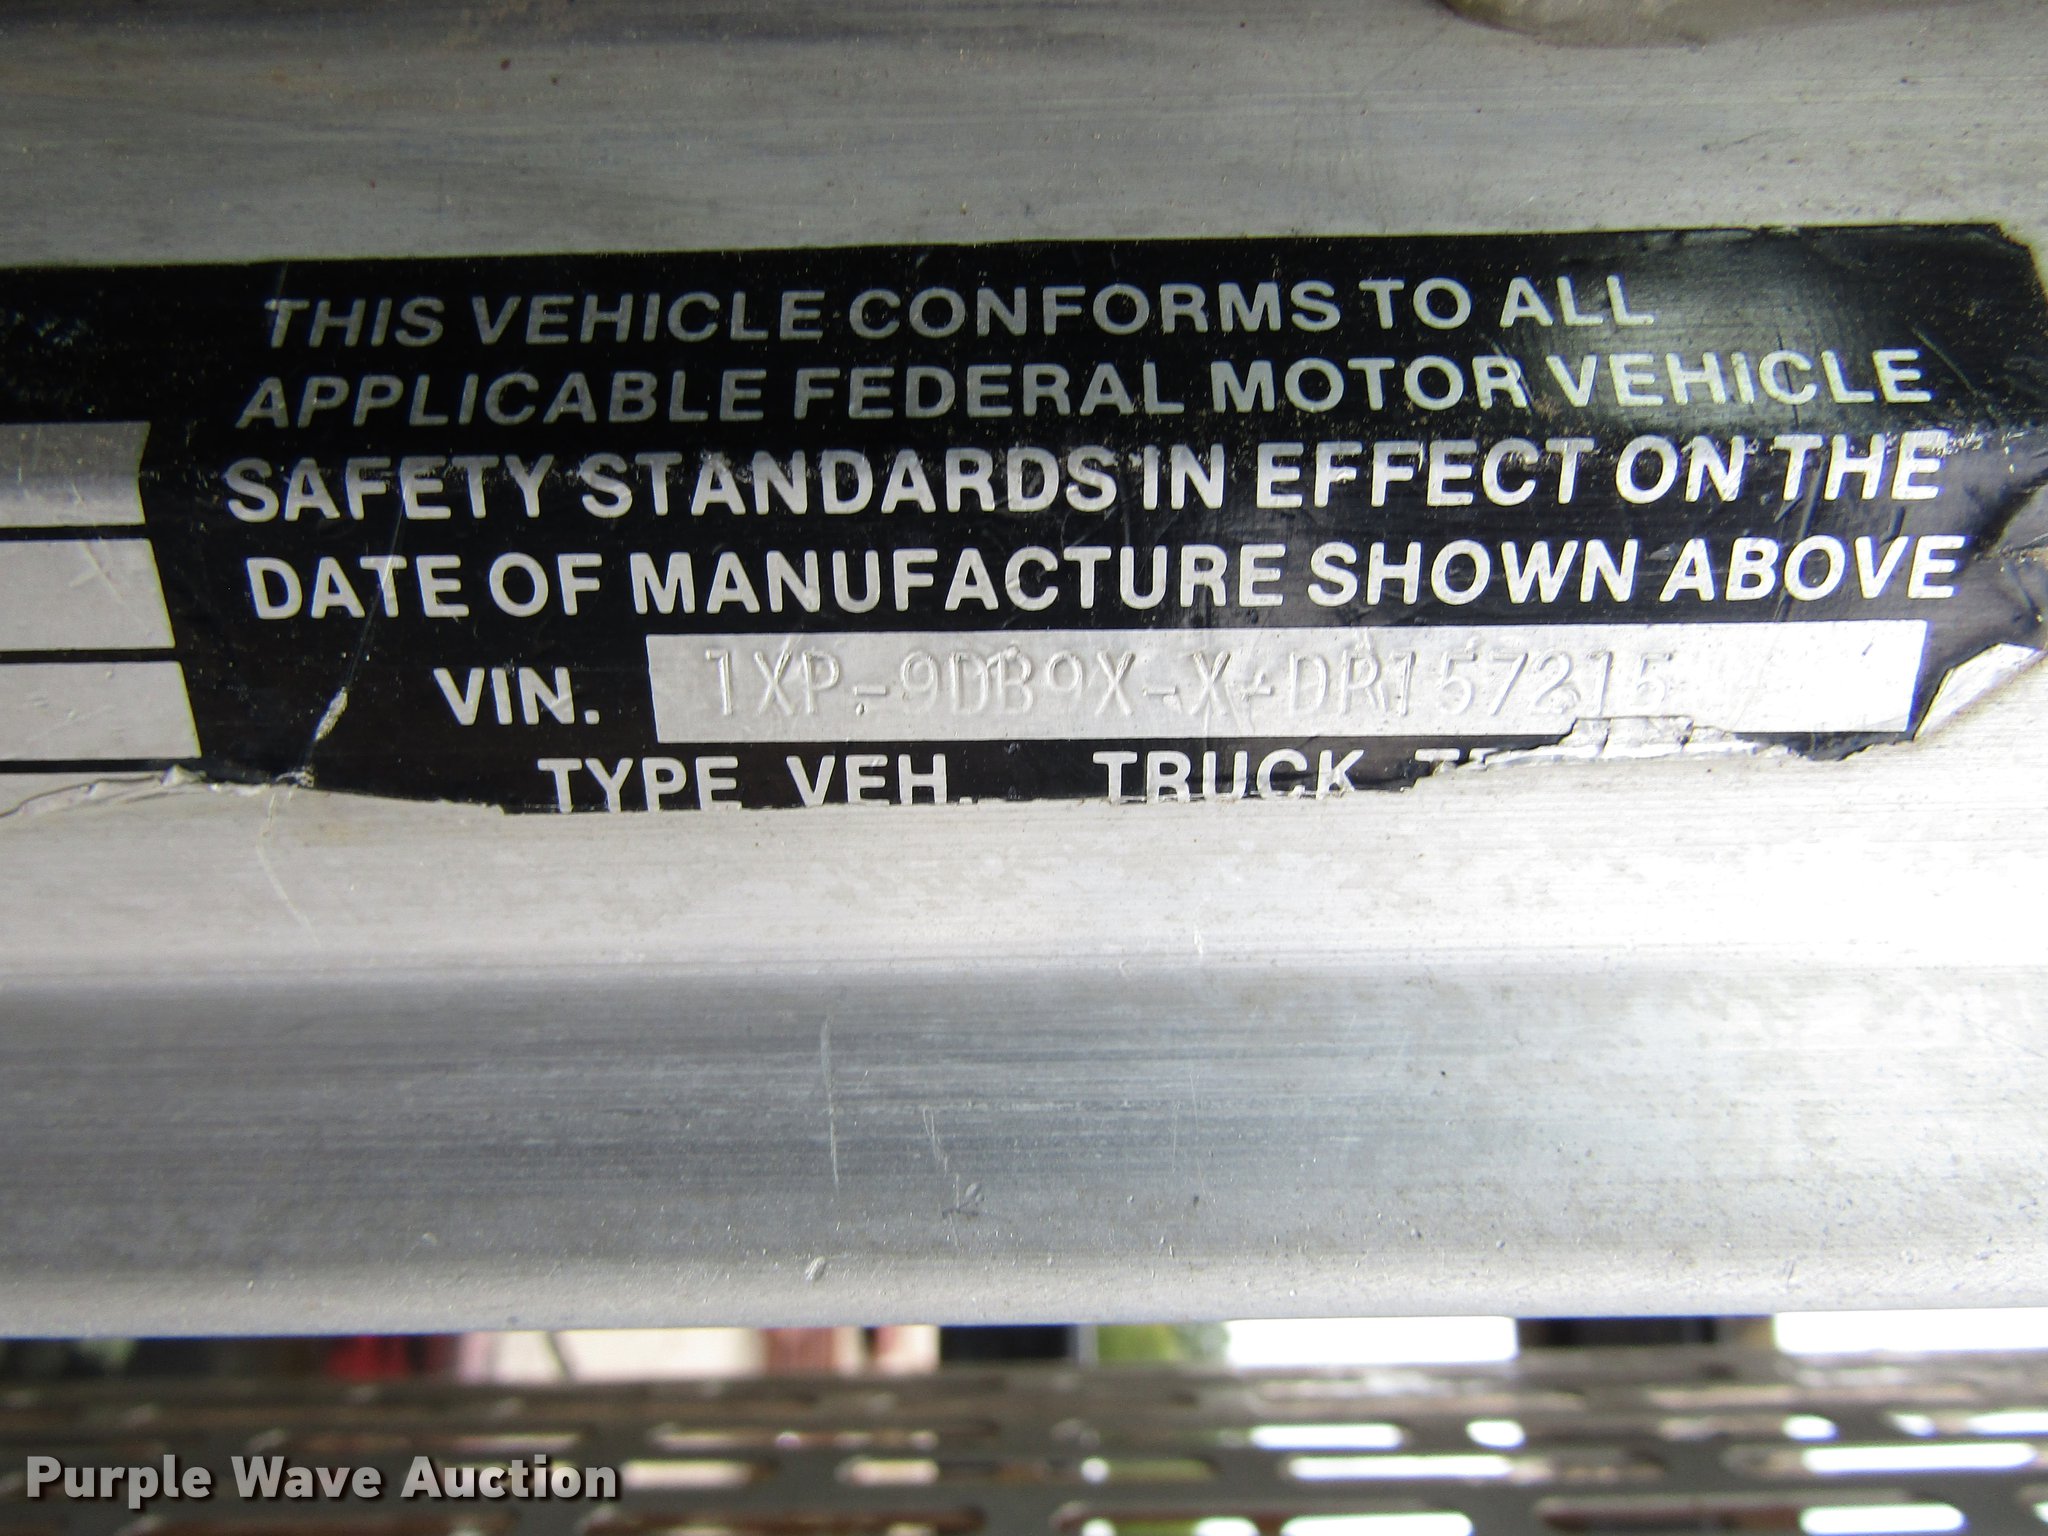 THIS VEHICLE CONFORMS TO ALL
APPLICABLE FEDERAL MOTOR VEHICLE
SAFETY STANDARDS IN EFFECT ON THE
DATE OF MANUFACTURE SHOWN ABOVE
VIN. 1XP-9DB9X-X-DR157215
TYPE VEH. TRUCK
Purple Wave Auction